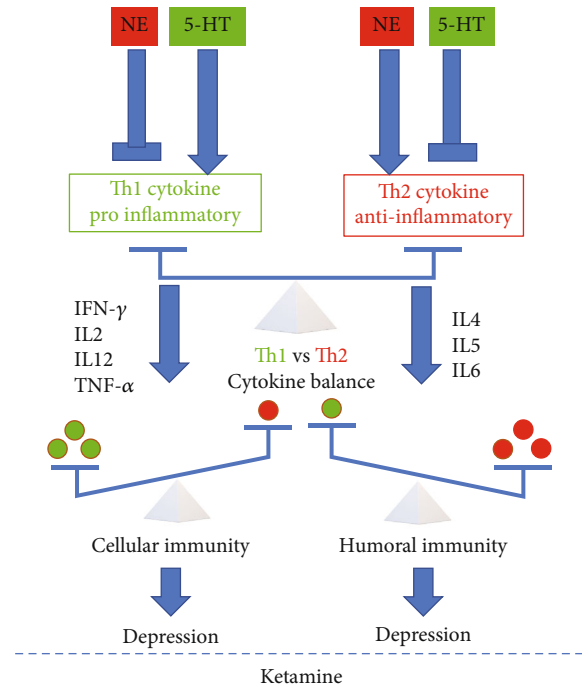 NE 5-HT NE 5-HT
Th1 cytokine
pro inflammatory
Th2 cytokine
anti-inflammatory
IFN-γ
IL2
IL12
TNF-α
Th1 vs Th2
Cytokine balance
IL4
IL5
IL6
Cellular immunity
Humoral immunity
Depression
Depression
Ketamine